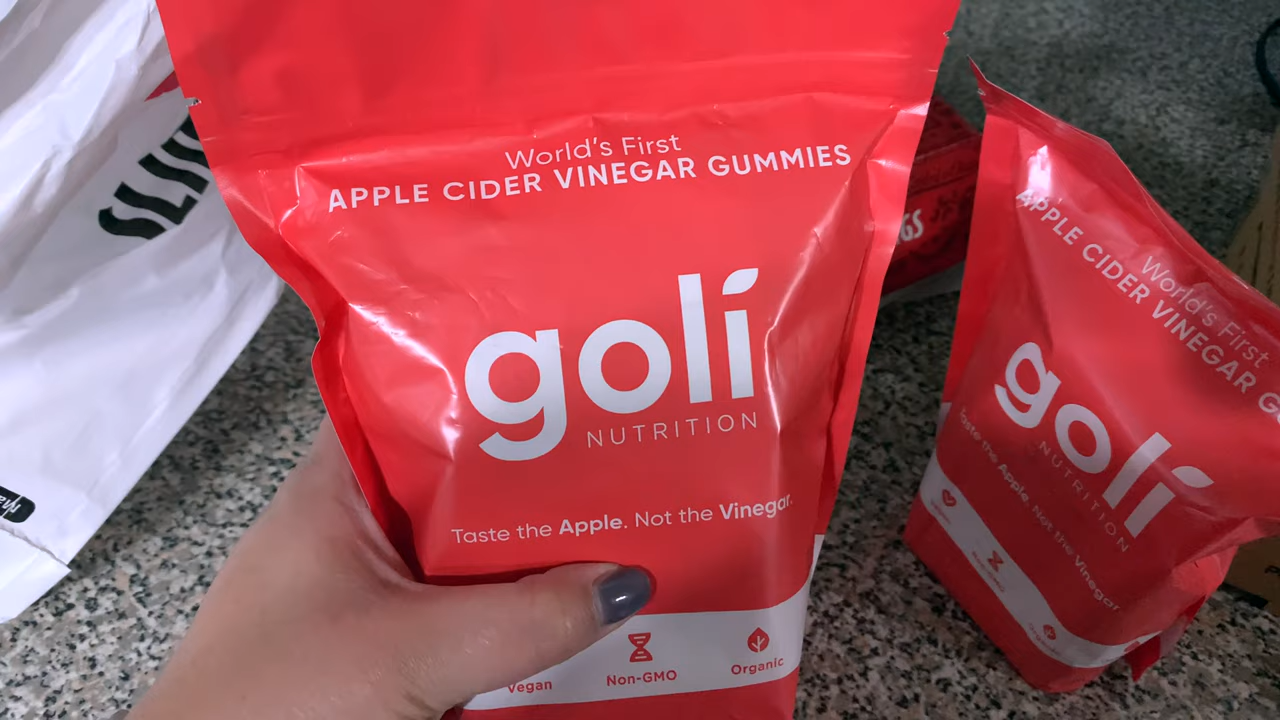 World's First
APPLE CIDER VINEGAR GUMMIES
goli
NUTRITION
Taste the Apple. Not the Vinegar.
Vegan
Non-GMO
Organic
World's First
APPLE CIDER VINEGAR G
goli
NUTRITION
Taste the Apple. Not the Vinegar